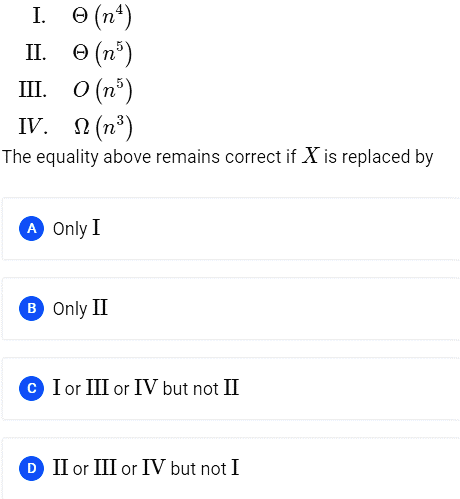 I. Θ (n⁴)
II. Θ (n⁵)
III. O (n⁵)
IV. Ω (n³)
The equality above remains correct if X is replaced by
A Only I
B Only II
C I or III or IV but not II
D II or III or IV but not I